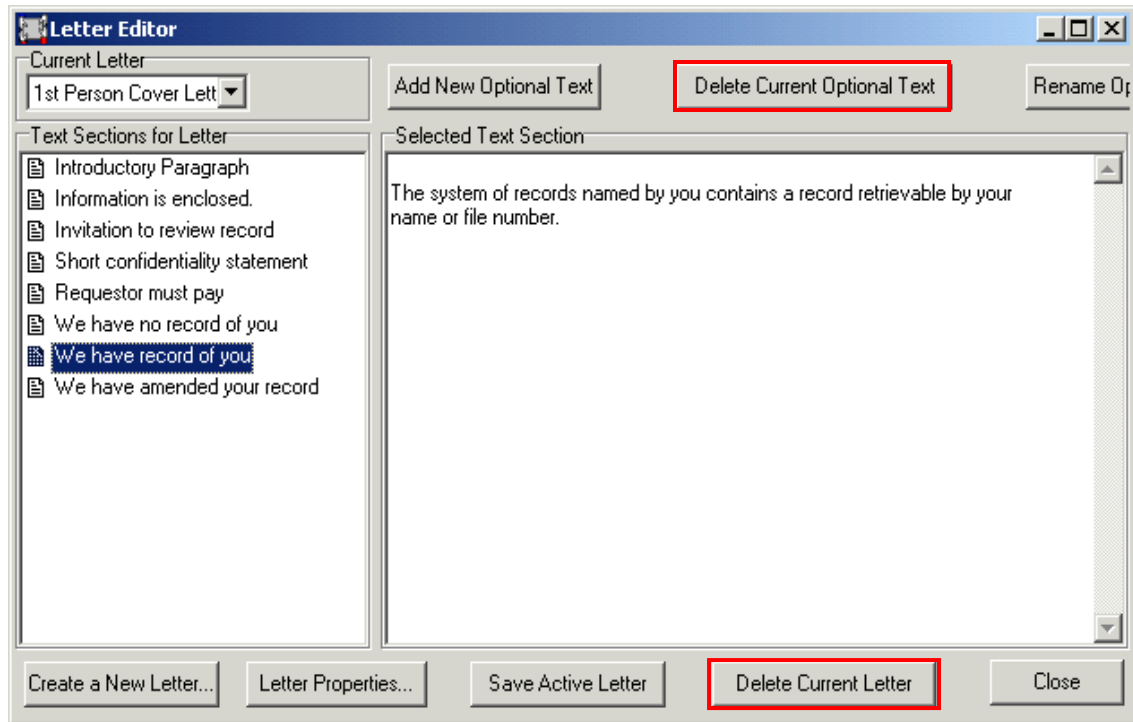 Letter Editor
Current Letter
1st Person Cover Lett
Add New Optional Text
Delete Current Optional Text
Rename Op
Text Sections for Letter
Introductory Paragraph
Information is enclosed.
Invitation to review record
Short confidentiality statement
Requestor must pay
We have no record of you
We have record of you
We have amended your record
Selected Text Section
The system of records named by you contains a record retrievable by your
name or file number.
Create a New Letter...
Letter Properties...
Save Active Letter
Delete Current Letter
Close